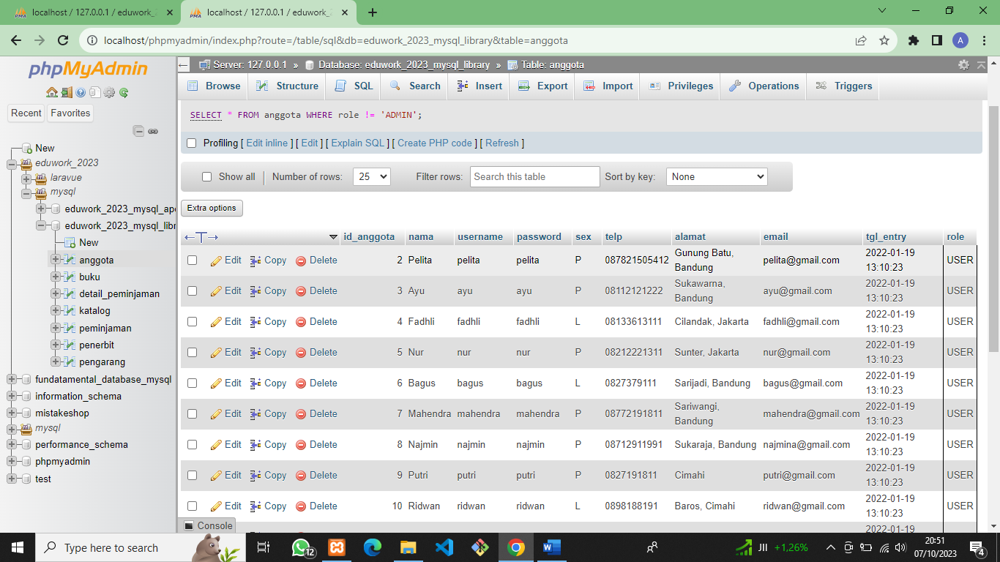 localhost / 127.0.0.1 / eduwork_2
localhost / 127.0.0.1 / eduwork_2
localhost/phpmyadmin/index.php?route=/table/sql&db=eduwork_2023_mysql_library&table=anggota
A
phpMyAdmin
Recent Favorites
New
eduwork_2023
laravue
mysql
eduwork_2023_mysql_ape
eduwork_2023_mysql_libr
New
anggota
buku
detail_peminjaman
katalog
peminjaman
penerbit
pengarang
fundatamental_database_mysql
information_schema
mistakeshop
mysql
performance_schema
phpmyadmin
test
Server: 127.0.0.1 » Database: eduwork_2023_mysql_library » Table: anggota
Browse Structure SQL Search Insert Export Import Privileges Operations Triggers
SELECT * FROM anggota WHERE role != 'ADMIN';
Profiling [ Edit inline ] [ Edit ] [ Explain SQL ] [ Create PHP code ] [ Refresh ]
Show all | Number of rows: 25 Filter rows: Search this table Sort by key: None
Extra options
id_anggota nama username password sex telp alamat email tgl_entry role
Edit Copy Delete 2 Pelita pelita pelita P 087821505412 Gunung Batu, Bandung pelita@gmail.com 2022-01-19 13:10:23 USER
Edit Copy Delete 3 Ayu ayu ayu P 08112121222 Sukawarna, Bandung ayu@gmail.com 2022-01-19 13:10:23 USER
Edit Copy Delete 4 Fadhli fadhli fadhli L 08133613111 Cilandak, Jakarta fadhli@gmail.com 2022-01-19 13:10:23 USER
Edit Copy Delete 5 Nur nur nur P 08212221311 Sunter, Jakarta nur@gmail.com 2022-01-19 13:10:23 USER
Edit Copy Delete 6 Bagus bagus bagus L 0827379111 Sarijadi, Bandung bagus@gmail.com 2022-01-19 13:10:23 USER
Edit Copy Delete 7 Mahendra mahendra mahendra P 08772191811 Sariwangi, Bandung mahendra@gmail.com 2022-01-19 13:10:23 USER
Edit Copy Delete 8 Najmin najmin najmin P 08712911991 Sukaraja, Bandung najmina@gmail.com 2022-01-19 13:10:23 USER
Edit Copy Delete 9 Putri putri putri P 0827191811 Cimahi putri@gmail.com 2022-01-19 13:10:23 USER
Edit Copy Delete 10 Ridwan ridwan ridwan L 0898188191 Baros, Cimahi ridwan@gmail.com 2022-01-19 13:10:23 USER
2022-01-19
Console
Type here to search
12
JII +1,26%
20:51
07/10/2023
4